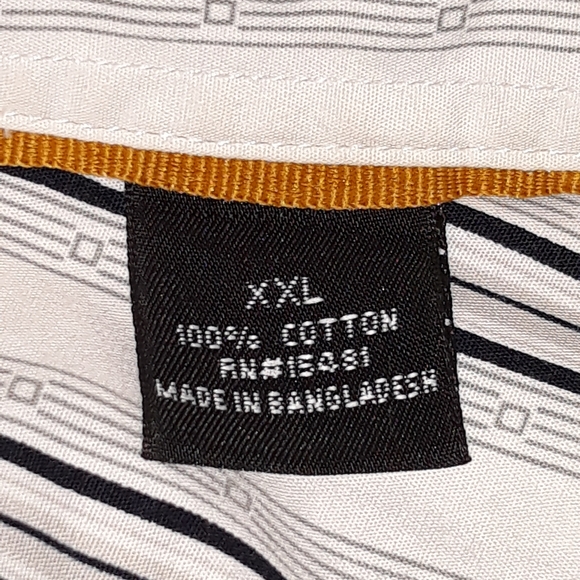 XXL
100% COTTON
RN#15481
MADE IN BANGLADESH